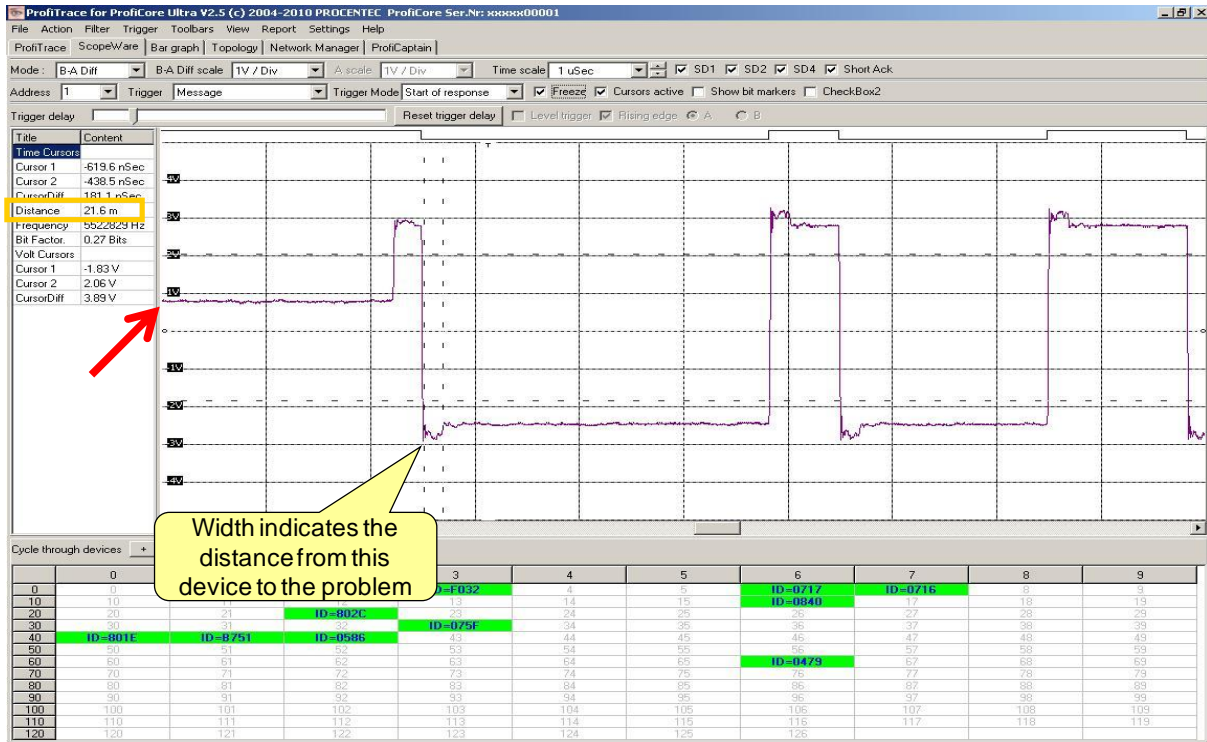 ProfiTrace for ProfiCore Ultra V2.5 (c) 2004-2010 PROCENTEC ProfiCore Ser.Nr: xxxxx00001
File Action Filter Trigger Toolbars View Report Settings Help
ProfiTrace ScopeWare Bar graph Topology Network Manager ProfiCaptain
Mode: B-A Diff B-A Diff scale 1V / Div A scale 1V / Div Time scale 1 uSec SD1 SD2 SD4 Short Ack
Address 1 Trigger Message Trigger Mode Start of response Freeze Cursors active Show bit markers CheckBox2
Trigger delay Reset trigger delay Level trigger Rising edge A B
Title Content
Time Cursors
Cursor 1 -619.6 nSec
Cursor 2 -438.5 nSec
CursorDiff 181.1 nSec
Distance 21.6 m
Frequency 5522829 Hz
Bit Factor. 0.27 Bits
Volt Cursors
Cursor 1 -1.83 V
Cursor 2 2.06 V
CursorDiff 3.89 V
T
4V
3V
2V
1V
-1V
-2V
-3V
-4V
Width indicates the
distance from this
device to the problem
Cycle through devices +
0 3 4 5 6 7 8 9
0 0 ID=F032 4 5 ID=0717 ID=0716 8 9
10 10 11 12 13 14 15 ID=0840 17 18 19
20 20 21 ID=802C 23 24 25 26 27 28 29
30 30 31 32 ID=075F 34 35 36 37 38 39
40 ID=801E ID=B751 ID=0586 43 44 45 46 47 48 49
50 50 51 52 53 54 55 56 57 58 59
60 60 61 62 63 64 65 ID=0479 67 68 69
70 70 71 72 73 74 75 76 77 78 79
80 80 81 82 83 84 85 86 87 88 89
90 90 91 92 93 94 95 96 97 98 99
100 100 101 102 103 104 105 106 107 108 109
110 110 111 112 113 114 115 116 117 118 119
120 120 121 122 123 124 125 126